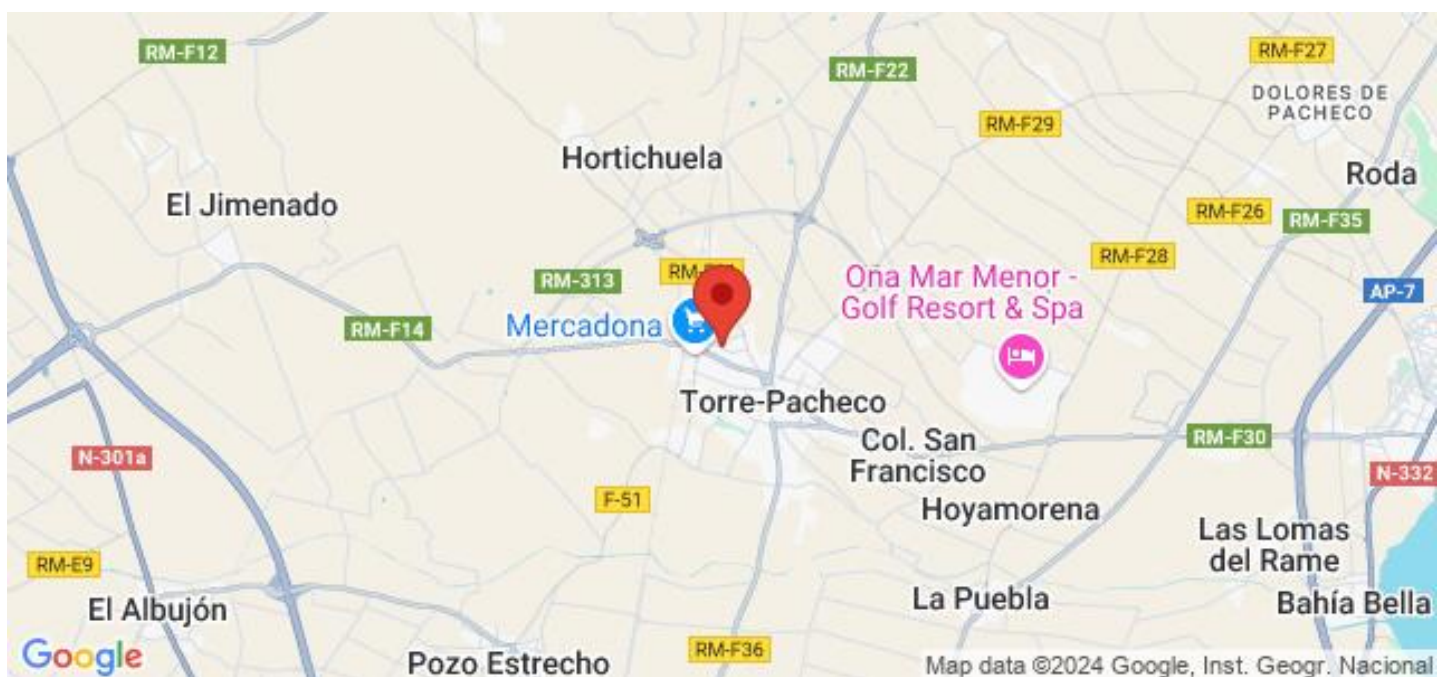 RM-F12
RM-F22
RM-F27
DOLORES DE
PACHECO
RM-F29
Hortichuela
Roda
El Jimenado
RM-F26
RM-F35
RM-F28
RM-313
Ona Mar Menor -
Golf Resort & Spa
AP-7
RM-F14
Mercadona
Torre-Pacheco
RM-F30
Col. San
Francisco
N-301a
N-332
F-51
Hoyamorena
Las Lomas
del Rame
RM-E9
El Albujón
La Puebla
Bahía Bella
Google
Pozo Estrecho
RM-F36
Map data ©2024 Google, Inst. Geogr. Nacional